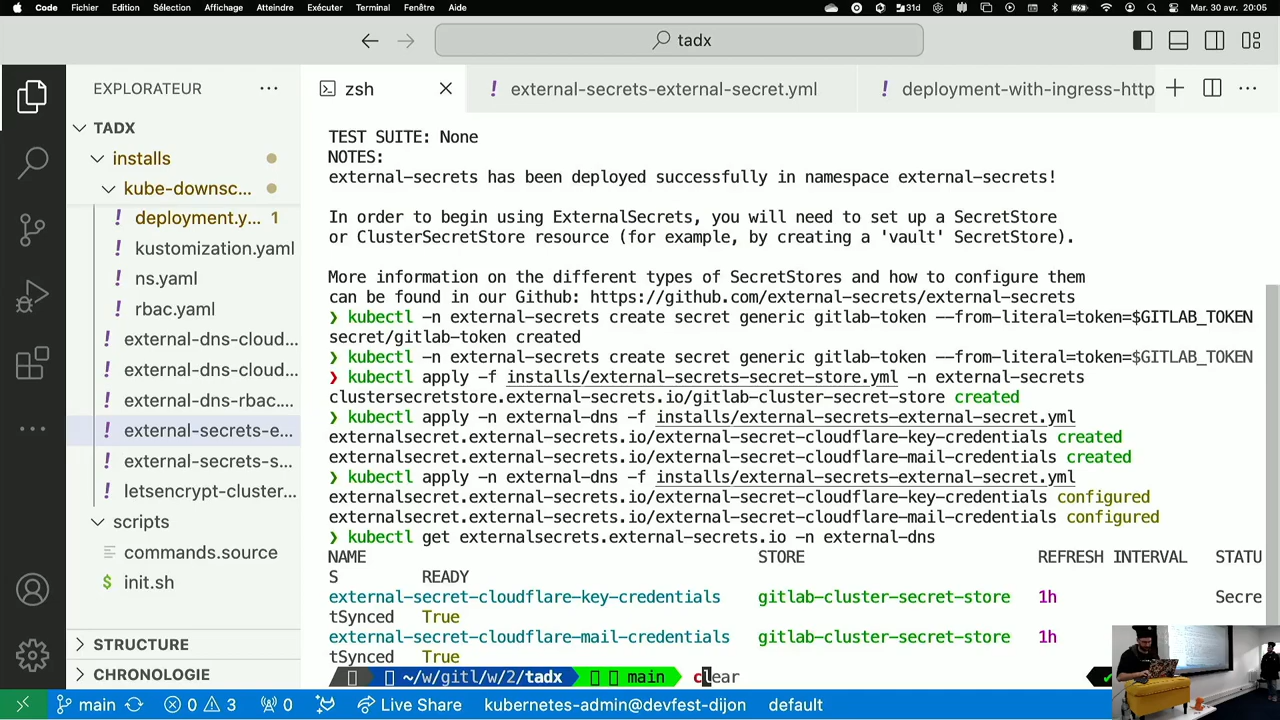 Code Fichier Édition Sélection Affichage Atteindre Exécuter Terminal Fenêtre Aide 31d Mar. 30 avr. 20:05
tadx
EXPLORATEUR ···
zsh
! external-secrets-external-secret.yml
! deployment-with-ingress-http
TADX
installs
kube-downsc...
! deployment.y... 1
! kustomization.yaml
! ns.yaml
! rbac.yaml
! external-dns-cloud...
! external-dns-cloud...
! external-dns-rbac....
! external-secrets-e...
! external-secrets-s...
! letsencrypt-cluster...
scripts
commands.source
$ init.sh
STRUCTURE
CHRONOLOGIE
TEST SUITE: None
NOTES:
external-secrets has been deployed successfully in namespace external-secrets!
In order to begin using ExternalSecrets, you will need to set up a SecretStore
or ClusterSecretStore resource (for example, by creating a 'vault' SecretStore).
More information on the different types of SecretStores and how to configure them
can be found in our Github: https://github.com/external-secrets/external-secrets
❯ kubectl -n external-secrets create secret generic gitlab-token --from-literal=token=$GITLAB_TOKEN
secret/gitlab-token created
❯ kubectl -n external-secrets create secret generic gitlab-token --from-literal=token=$GITLAB_TOKEN
❯ kubectl apply -f installs/external-secrets-secret-store.yml -n external-secrets
clustersecretstore.external-secrets.io/gitlab-cluster-secret-store created
❯ kubectl apply -n external-dns -f installs/external-secrets-external-secret.yml
externalsecret.external-secrets.io/external-secret-cloudflare-key-credentials created
externalsecret.external-secrets.io/external-secret-cloudflare-mail-credentials created
❯ kubectl apply -n external-dns -f installs/external-secrets-external-secret.yml
externalsecret.external-secrets.io/external-secret-cloudflare-key-credentials configured
externalsecret.external-secrets.io/external-secret-cloudflare-mail-credentials configured
❯ kubectl get externalsecrets.external-secrets.io -n external-dns
NAME STORE REFRESH INTERVAL STATU
S READY
external-secret-cloudflare-key-credentials gitlab-cluster-secret-store 1h Secre
tSynced True
external-secret-cloudflare-mail-credentials gitlab-cluster-secret-store 1h
tSynced True
~/w/gitl/w/2/tadx main clear
main 0 3 0 Live Share kubernetes-admin@devfest-dijon default